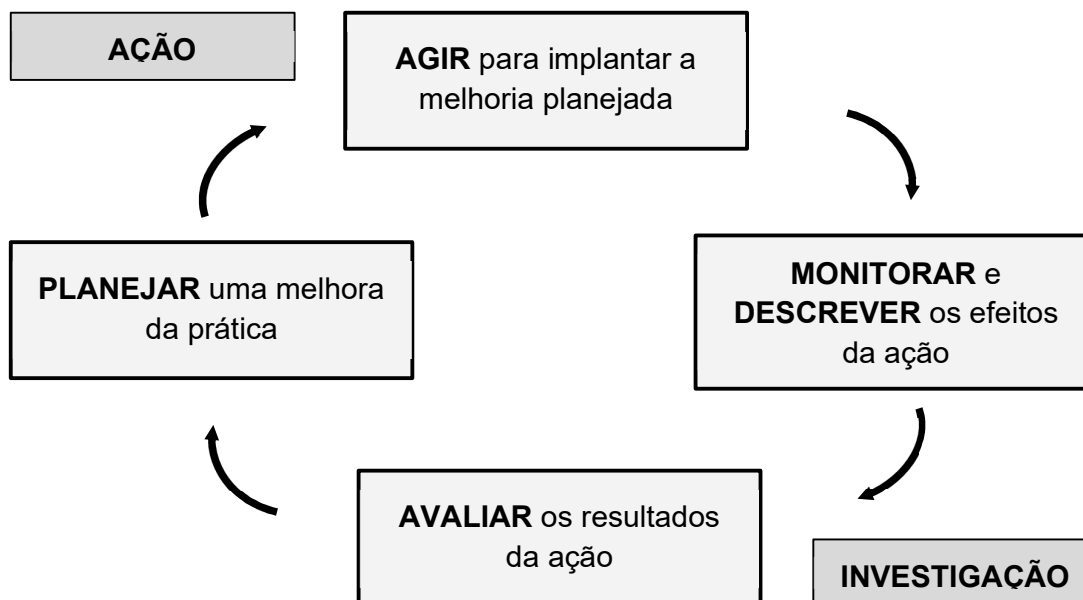 AÇÃO
AGIR para implantar a
melhoria planejada
PLANEJAR uma melhora
da prática
MONITORAR e
DESCREVER os efeitos
da ação
AVALIAR os resultados
da ação
INVESTIGAÇÃO